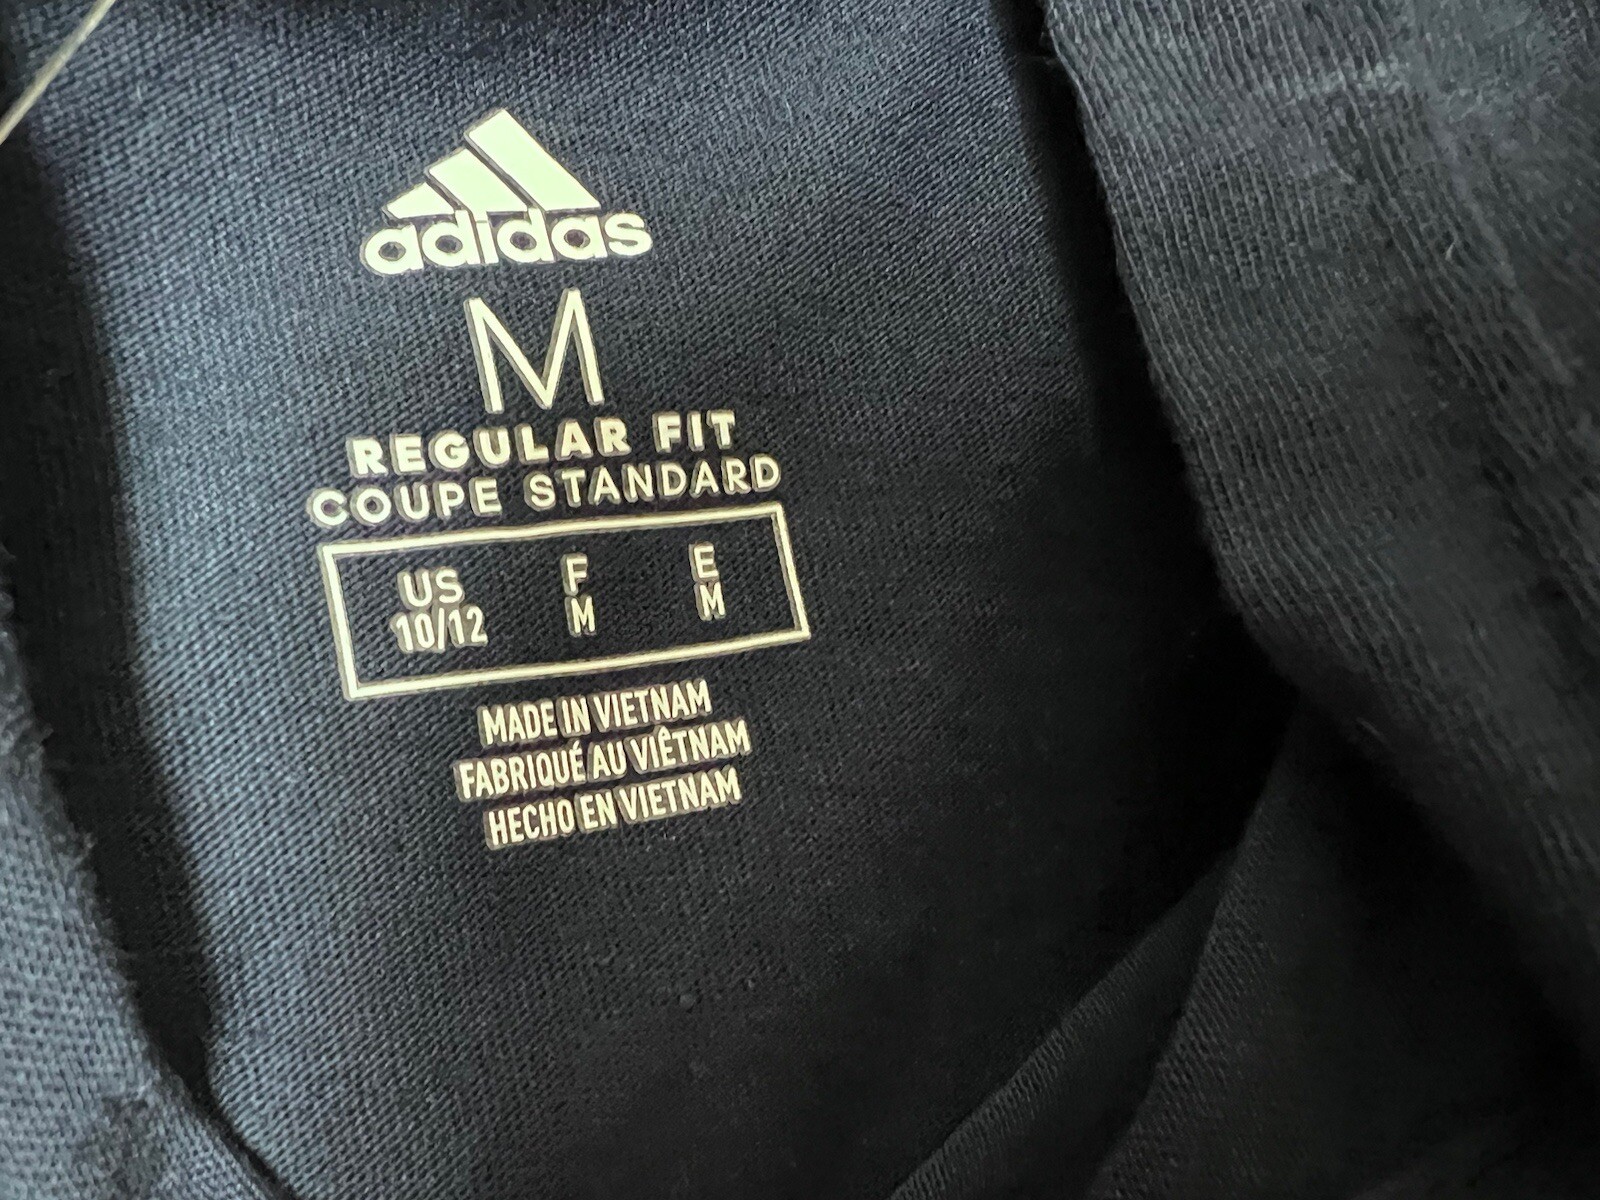 adidas
M
REGULAR FIT
COUPE STANDARD
US F E
10/12 M M
MADE IN VIETNAM
FABRIQUÉ AU VIÊTNAM
HECHO EN VIETNAM